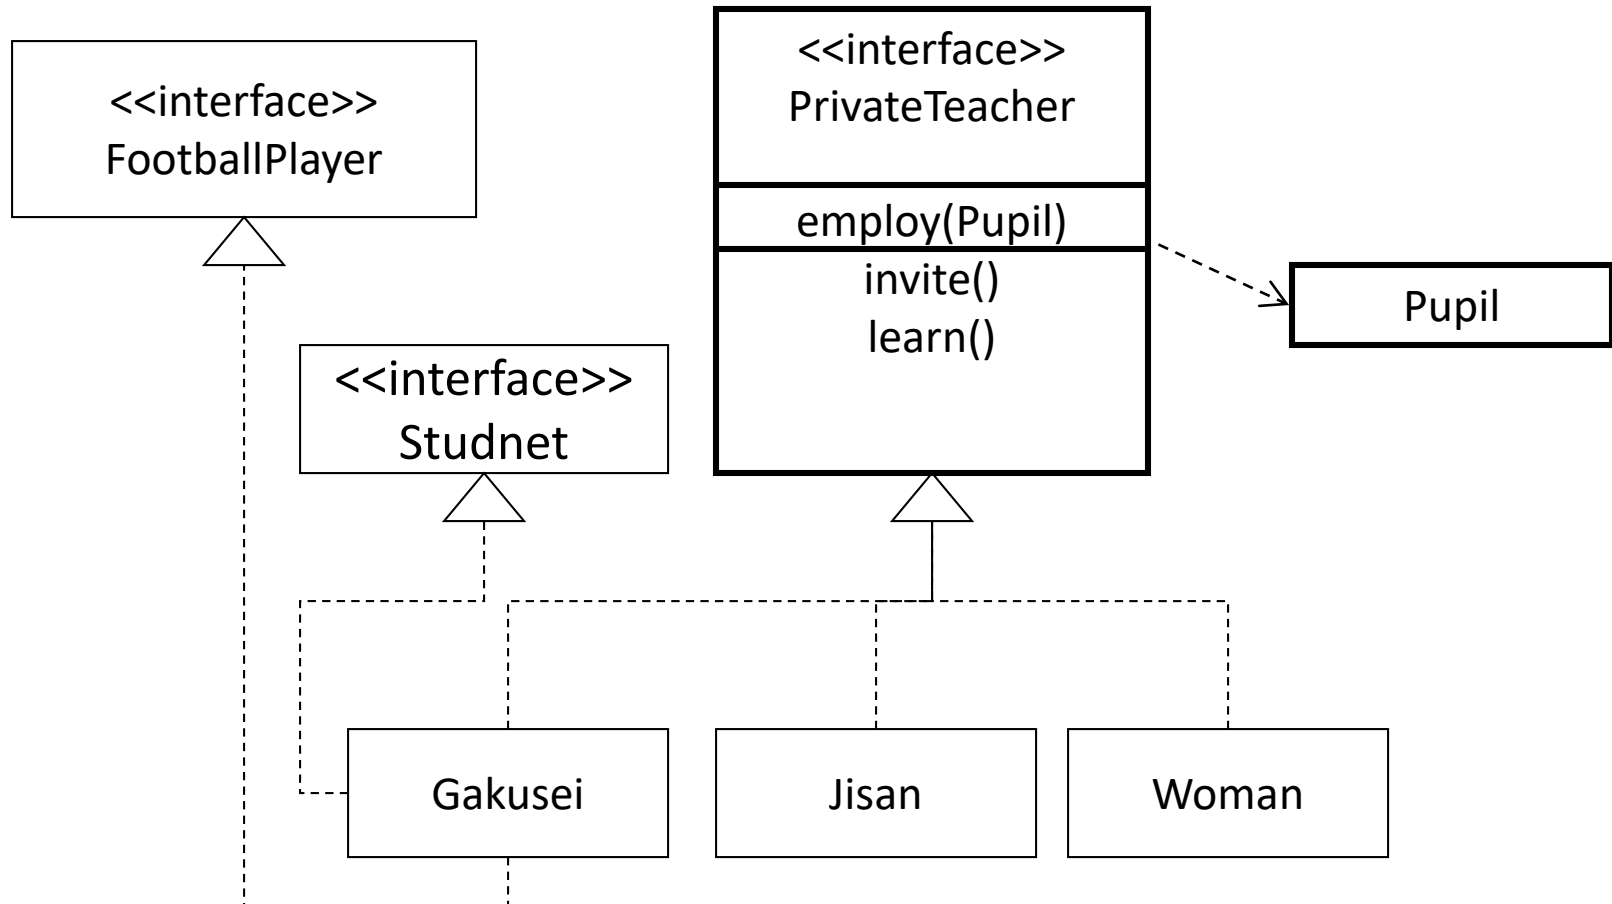 <<interface>>
FootballPlayer
<<interface>>
PrivateTeacher
employ(Pupil)
invite()
learn()
Pupil
<<interface>>
Studnet
Gakusei
Jisan
Woman